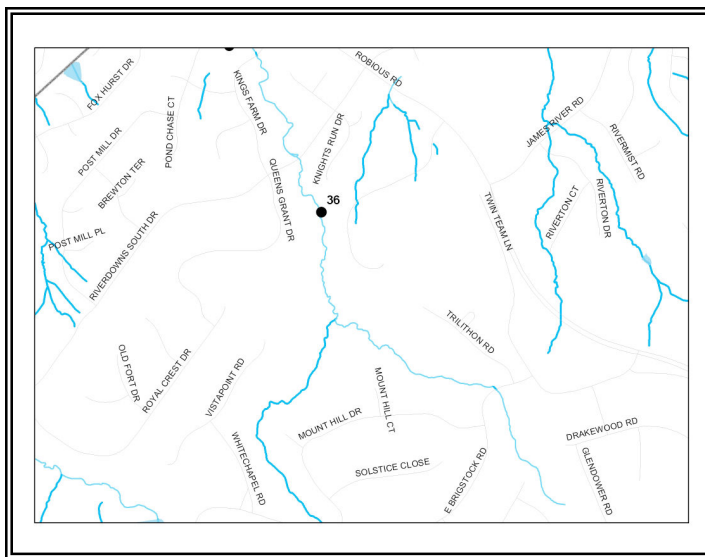 ROBIOUS RD
FOX HURST DR
KINGS FARM DR
POND CHASE CT
KNIGHTS RUN DR
JAMES RIVER RD
RIVERMIST RD
POST MILL DR
BREWTON TER
QUEENS GRANT DR
36
TWIN TEAM LN
RIVERTON CT
RIVERTON DR
POST MILL PL
RIVERDOWNS SOUTH DR
TRILITHON RD
OLD FORT DR
ROYAL CREST DR
VISTAPOINT RD
MOUNT HILL CT
MOUNT HILL DR
DRAKEWOOD RD
WHITECHAPEL RD
SOLSTICE CLOSE
E BRIGSTOCK RD
GLENDOWER RD